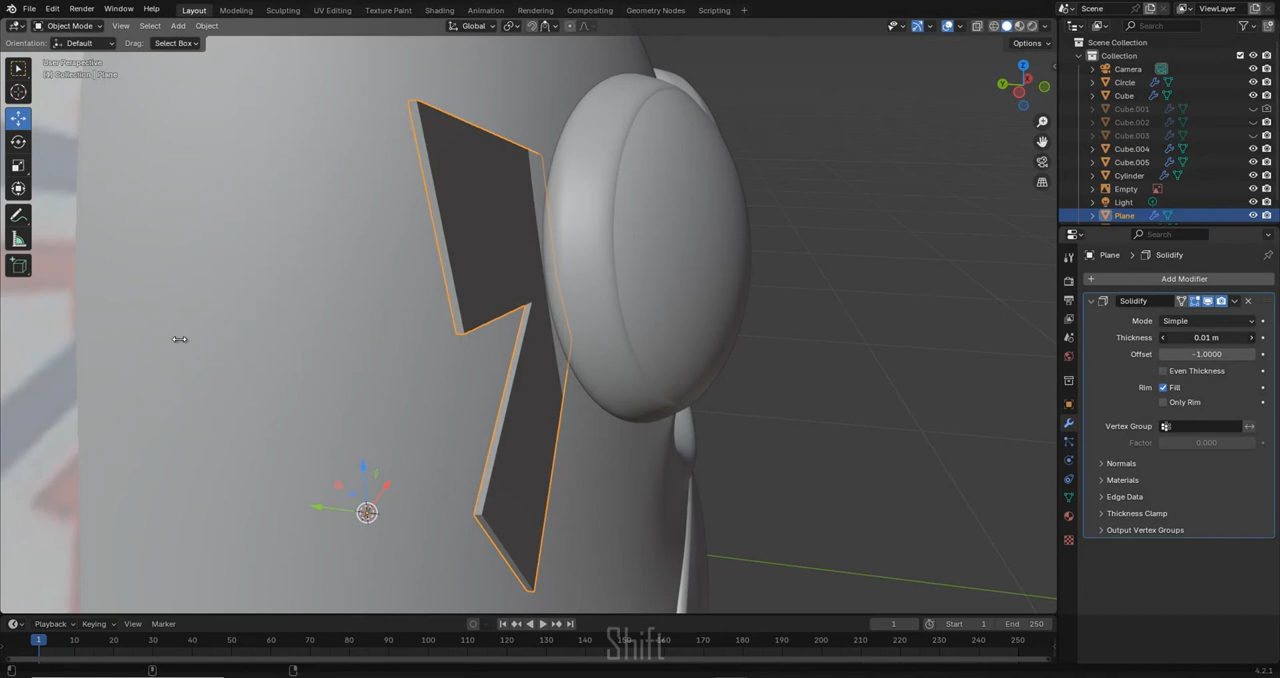 File Edit Render Window Help Layout Modeling Sculpting UV Editing Texture Paint Shading Animation Rendering Compositing Geometry Nodes Scripting + Scene ViewLayer
Object Mode View Select Add Object Global Search
Orientation: Default Drag: Select Box Options
User Perspective
(1) Collection | Plane
Scene Collection
Collection
Camera
Circle
Cube
Cube.001
Cube.002
Cube.003
Cube.004
Cube.005
Cylinder
Empty
Light
Plane
Z
Y
X
Search
Plane > Solidify
+ Add Modifier
Solidify
Mode Simple
Thickness 0.01 m
Offset -1.0000
Even Thickness
Rim Fill
Only Rim
Vertex Group
Factor 0.000
Normals
Materials
Edge Data
Thickness Clamp
Output Vertex Groups
Playback Keying View Marker 1 Start 1 End 250
1 10 20 30 40 50 60 70 80 90 100 110 120 130 140 150 160 170 180 190 200 210 220 230 240 250
Shift
4.2.1